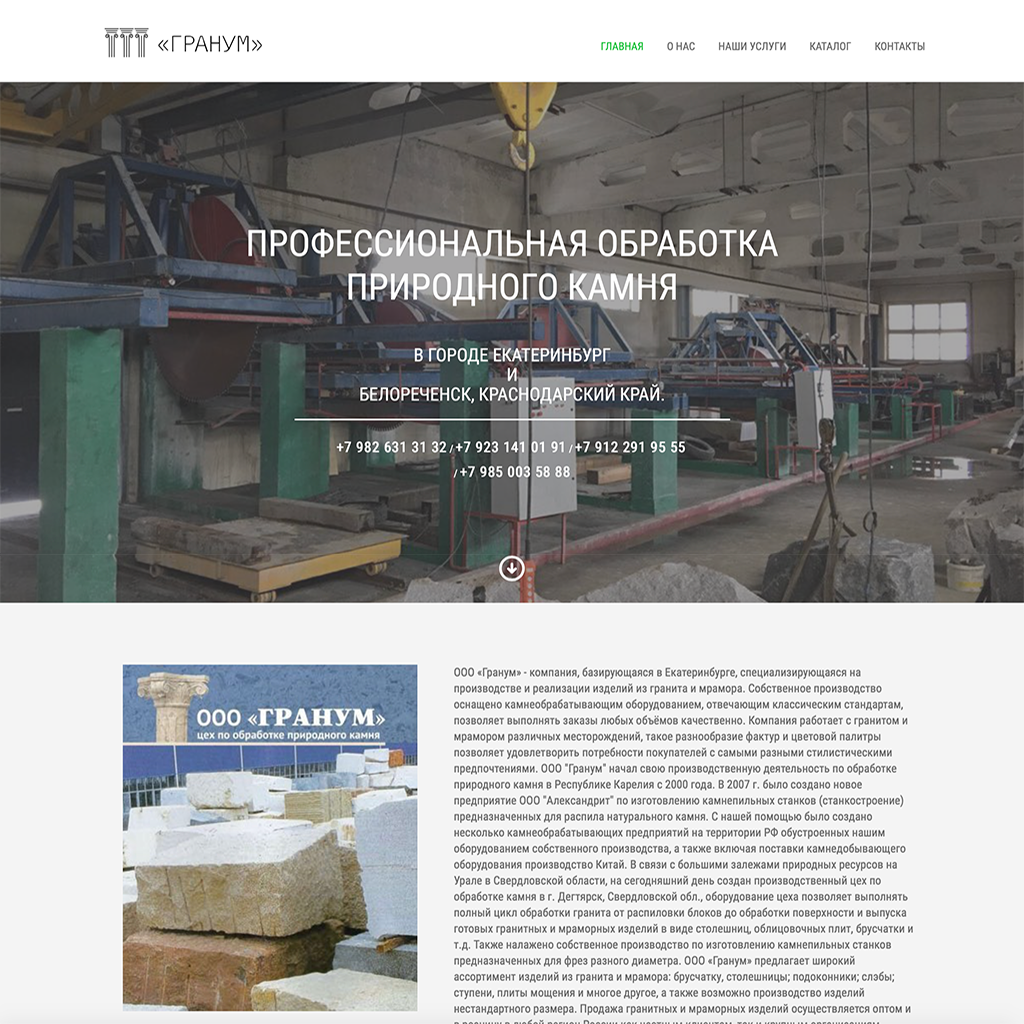 «ГРАНУМ»
ГЛАВНАЯ О НАС НАШИ УСЛУГИ КАТАЛОГ КОНТАКТЫ
ПРОФЕССИОНАЛЬНАЯ ОБРАБОТКА
ПРИРОДНОГО КАМНЯ
В ГОРОДЕ ЕКАТЕРИНБУРГ
И
БЕЛОРЕЧЕНСК, КРАСНОДАРСКИЙ КРАЙ.
+7 982 631 31 32 / +7 923 141 01 91 / +7 912 291 95 55
/ +7 985 003 58 88
ООО «ГРАНУМ»
цех по обработке природного камня
ООО «Гранум» - компания, базирующаяся в Екатеринбурге, специализирующаяся на
производстве и реализации изделий из гранита и мрамора. Собственное производство
оснащено камнеобрабатывающим оборудованием, отвечающим классическим стандартам,
позволяет выполнять заказы любых объёмов качественно. Компания работает с гранитом и
мрамором различных месторождений, такое разнообразие фактур и цветовой палитры
позволяет удовлетворить потребности покупателей с самыми разными стилистическими
предпочтениями. ООО "Гранум" начал свою производственную деятельность по обработке
природного камня в Республике Карелия с 2000 года. В 2007 г. было создано новое
предприятие ООО "Александрит" по изготовлению камнепильных станков (станкостроение)
предназначенных для распила натурального камня. С нашей помощью было создано
несколько камнеобрабатывающих предприятий на территории РФ обустроенных нашим
оборудованием собственного производства, а также включая поставки камнедобывающего
оборудования производство Китай. В связи с большими залежами природных ресурсов на
Урале в Свердловской области, на сегодняшний день создан производственный цех по
обработке камня в г. Дегтярск, Свердловской обл., оборудование цеха позволяет выполнять
полный цикл обработки гранита от распиловки блоков до обработки поверхности и выпуска
готовых гранитных и мраморных изделий в виде столешниц, облицовочных плит, брусчатки и
т.д. Также налажено собственное производство по изготовлению камнепильных станков
предназначенных для фрез разного диаметра. ООО «Гранум» предлагает широкий
ассортимент изделий из гранита и мрамора: брусчатку, столешницы; подоконники; слэбы;
ступени, плиты мощения и многое другое, а также возможно производство изделий
нестандартного размера. Продажа гранитных и мраморных изделий осуществляется оптом и
в розницу в любой регион России как частным клиентам, так и крупным организациям